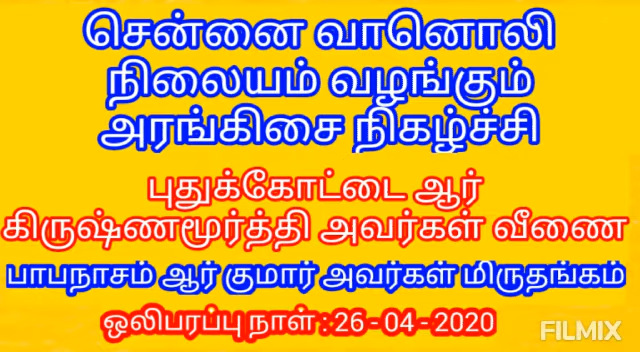 சென்னை வானொலி
நிலையம் வழங்கும்
அரங்கிசை நிகழ்ச்சி
புதுக்கோட்டை ஆர்
கிருஷ்ணமூர்த்தி அவர்கள் வீணை
பாபநாசம் ஆர் குமார் அவர்கள் மிருதங்கம்
ஒலிபரப்பு நாள் : 26 - 04 - 2020
FILMIX